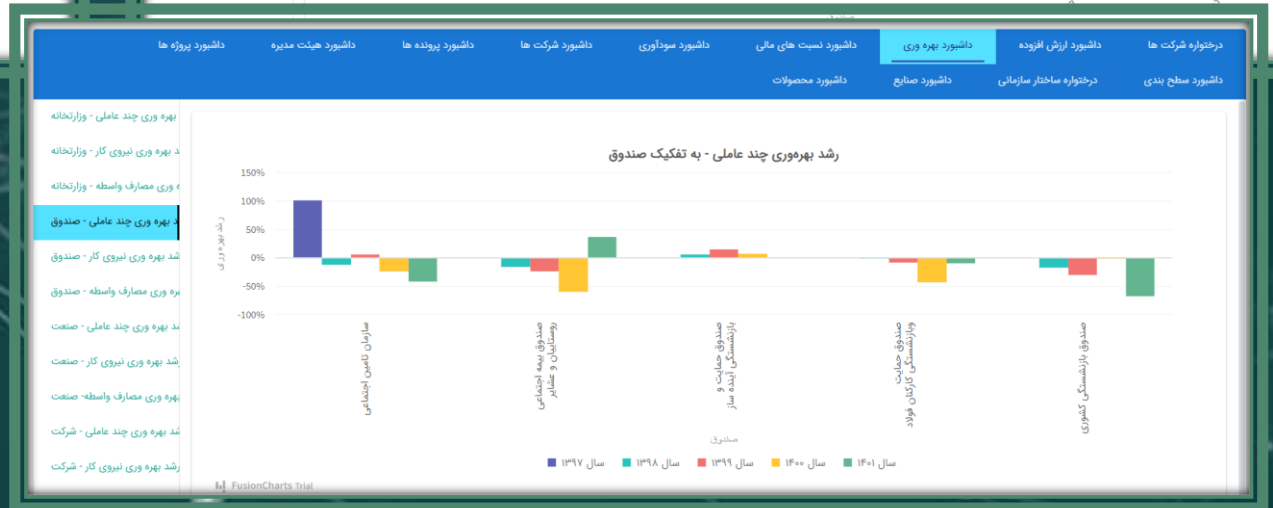 درختواره شرکت ها
داشبورد ارزش افزوده
داشبورد بهره وری
داشبورد نسبت های مالی
داشبورد سودآوری
داشبورد شرکت ها
داشبورد پرونده ها
داشبورد هیئت مدیره
داشبورد پروژه ها
داشبورد سطح بندی
درختواره ساختار سازمانی
داشبورد صنایع
داشبورد محصولات
بهره وری چند عاملی - وزارتخانه
بهره وری نیروی کار - وزارتخانه
وری مصارف واسطه - وزارتخانه
بهره وری چند عاملی - صندوق
رشد بهره وری نیروی کار - صندوق
بهره وری مصارف واسطه - صندوق
بهره وری چند عاملی - صنعت
رشد بهره وری نیروی کار - صنعت
بهره وری مصارف واسطه- صنعت
بهره وری چند عاملی - شرکت
رشد بهره وری نیروی کار - شرکت
رشد بهره‌وری چند عاملی - به تفکیک صندوق
رشد بهره وری
150%
100%
50%
0%
-50%
-100%
سازمان تامین اجتماعی
صندوق بیمه اجتماعی
روستاییان و عشایر
صندوق حمایت و
بازنشستگی آینده ساز
صندوق حمایت
وبازنشستگی کارکنان فولاد
صندوق بازنشستگی کشوری
صندوق
سال ۱۳۹۷
سال ۱۳۹۸
سال ۱۳۹۹
سال ۱۴۰۰
سال ۱۴۰۱
FusionCharts Trial